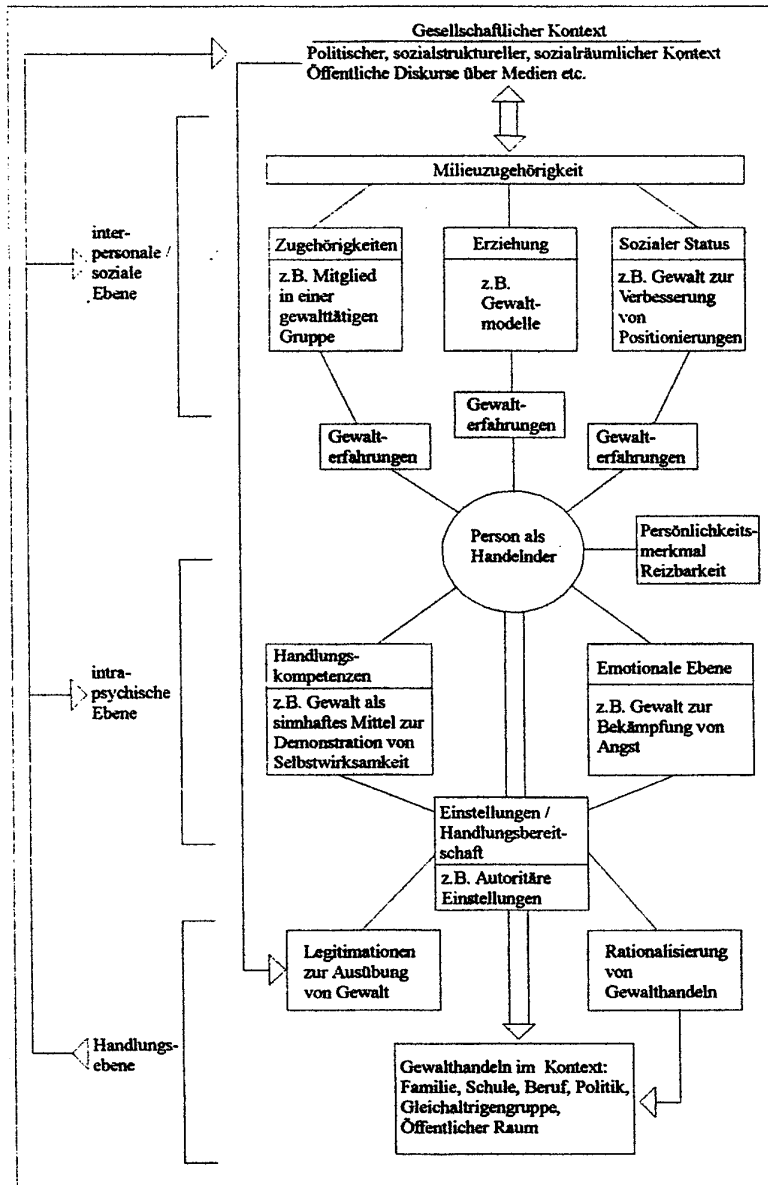 Gesellschaftlicher Kontext
Politischer, sozialstruktureller, sozialräumlicher Kontext
Öffentliche Diskurse über Medien etc.
Milieuzugehörigkeit
inter-
personale /
soziale
Ebene
Zugehörigkeiten
z.B. Mitglied
in einer
gewalttätigen
Gruppe
Erziehung
z.B.
Gewalt-
modelle
Sozialer Status
z.B. Gewalt zur
Verbesserung
von
Positionierungen
Gewalt-
erfahrungen
Gewalt-
erfahrungen
Gewalt-
erfahrungen
Person als
Handelnder
Persönlichkeits-
merkmal
Reizbarkeit
intra-
psychische
Ebene
Handlungs-
kompetenzen
z.B. Gewalt als
sinnhaftes Mittel zur
Demonstration von
Selbstwirksamkeit
Emotionale Ebene
z.B. Gewalt zur
Bekämpfung von
Angst
Einstellungen /
Handlungsbereit-
schaft
z.B. Autoritäre
Einstellungen
Legitimationen
zur Ausübung
von Gewalt
Rationalisierung
von
Gewalthandeln
Handlungs-
ebene
Gewalthandeln im Kontext:
Familie, Schule, Beruf, Politik,
Gleichaltrigengruppe,
Öffentlicher Raum